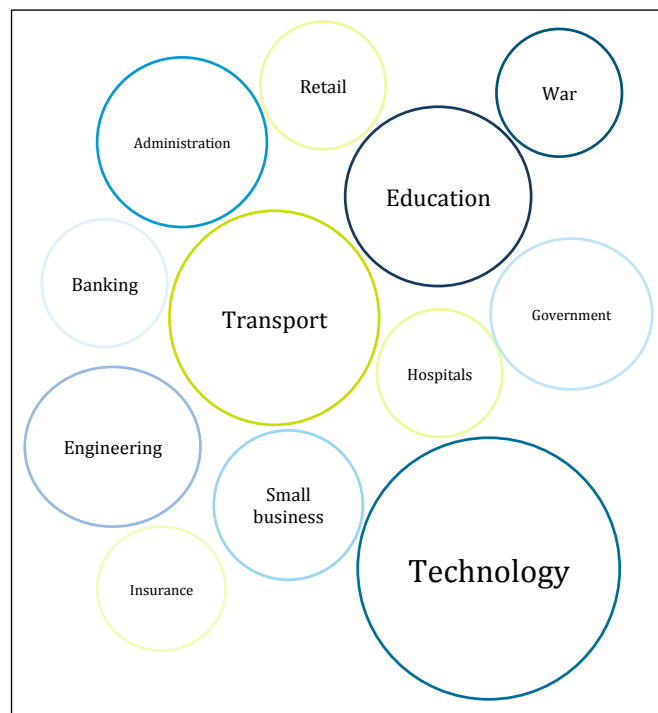 Retail
War
Administration
Education
Banking
Transport
Government
Hospitals
Engineering
Small
business
Technology
Insurance